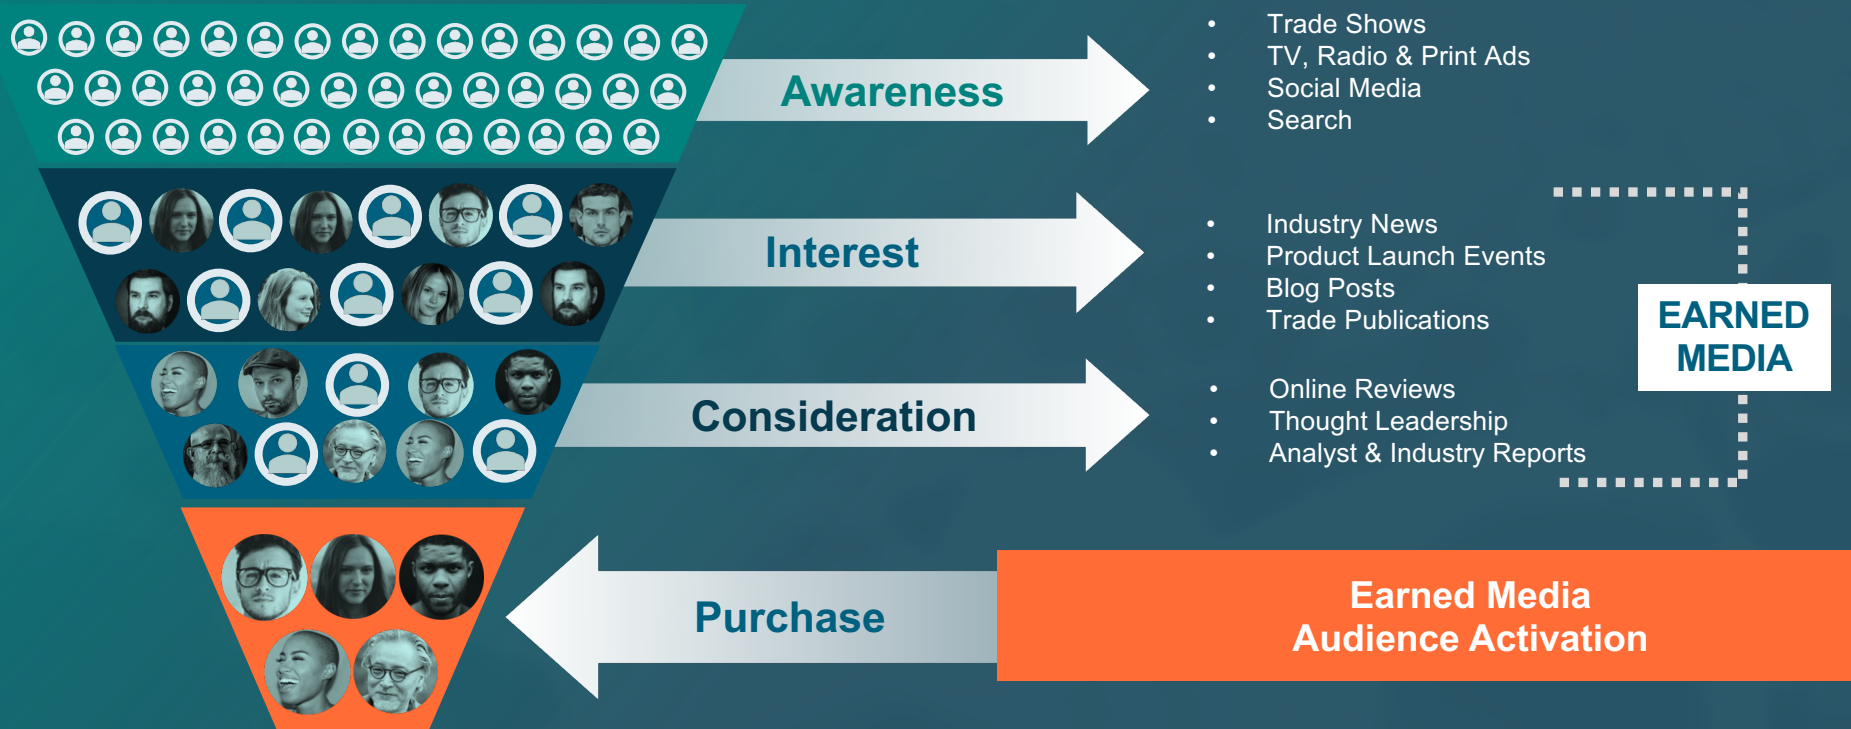 Awareness
• Trade Shows
• TV, Radio & Print Ads
• Social Media
• Search
Interest
• Industry News
• Product Launch Events
• Blog Posts
• Trade Publications
EARNED
MEDIA
Consideration
• Online Reviews
• Thought Leadership
• Analyst & Industry Reports
Purchase
Earned Media
Audience Activation